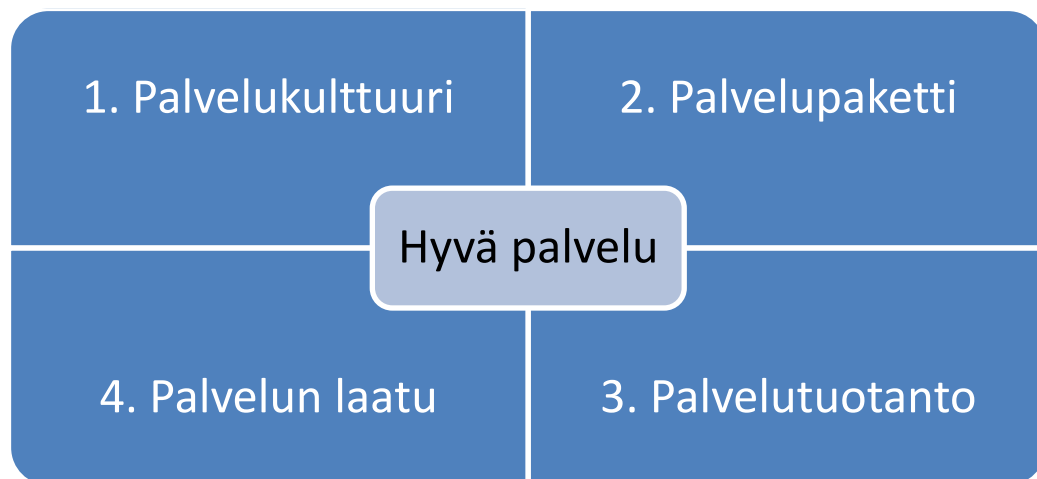 1. Palvelukulttuuri
2. Palvelupaketti
Hyvä palvelu
4. Palvelun laatu
3. Palvelutuotanto